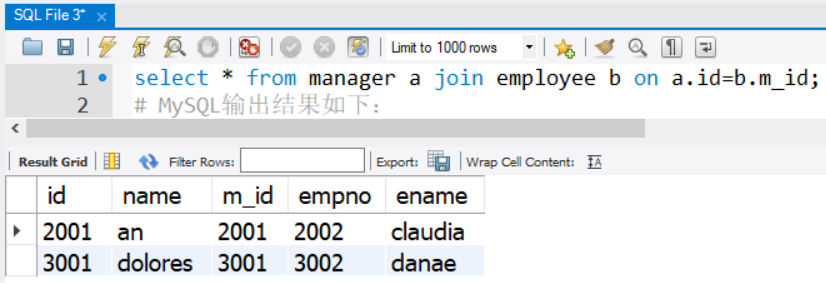 SQL File 3*
Limit to 1000 rows
1 select * from manager a join employee b on a.id=b.m_id;
2 # MySQL输出结果如下:
Result Grid Filter Rows: Export: Wrap Cell Content:
id name m_id empno ename
2001 an 2001 2002 claudia
3001 dolores 3001 3002 danae